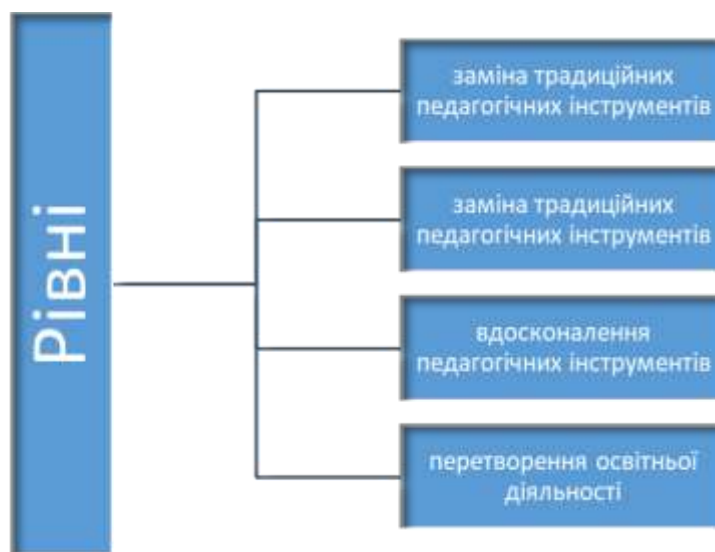 Рівні
заміна традиційних
педагогічних інструментів
заміна традиційних
педагогічних інструментів
вдосконалення
педагогічних інструментів
перетворення освітньої
діяльності